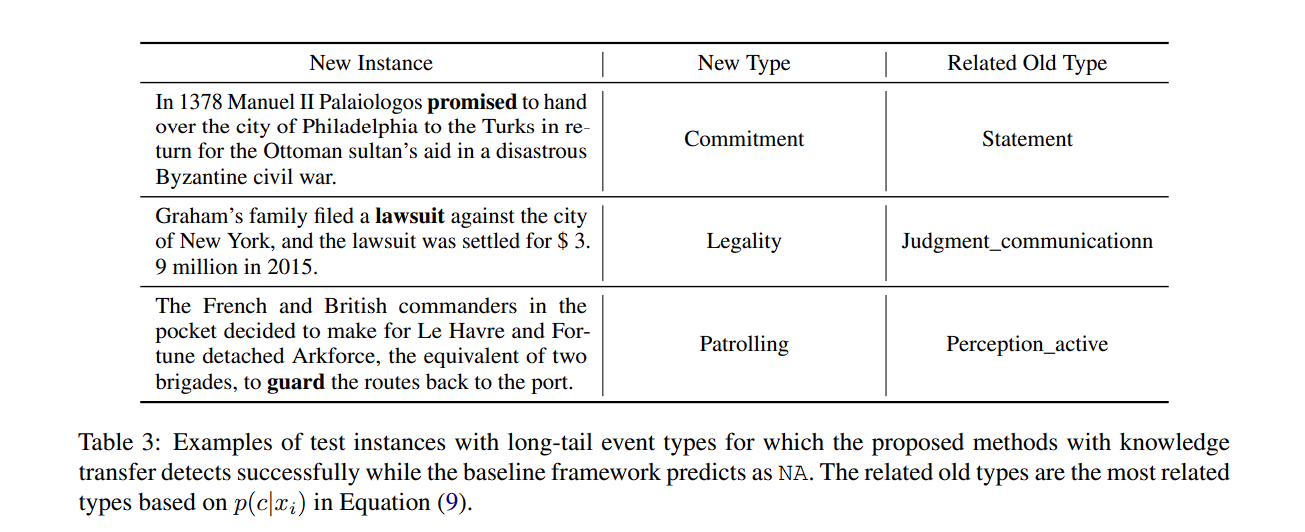 New Instance New Type Related Old Type
In 1378 Manuel II Palaiologos promised to hand
over the city of Philadelphia to the Turks in re-
turn for the Ottoman sultan's aid in a disastrous
Byzantine civil war.
Commitment
Statement
Graham's family filed a lawsuit against the city
of New York, and the lawsuit was settled for $ 3.
9 million in 2015.
Legality
Judgment_communicationn
The French and British commanders in the
pocket decided to make for Le Havre and For-
tune detached Arkforce, the equivalent of two
brigades, to guard the routes back to the port.
Patrolling
Perception_active
Table 3: Examples of test instances with long-tail event types for which the proposed methods with knowledge
transfer detects successfully while the baseline framework predicts as NA. The related old types are the most related
types based on p(c|x_i) in Equation (9).